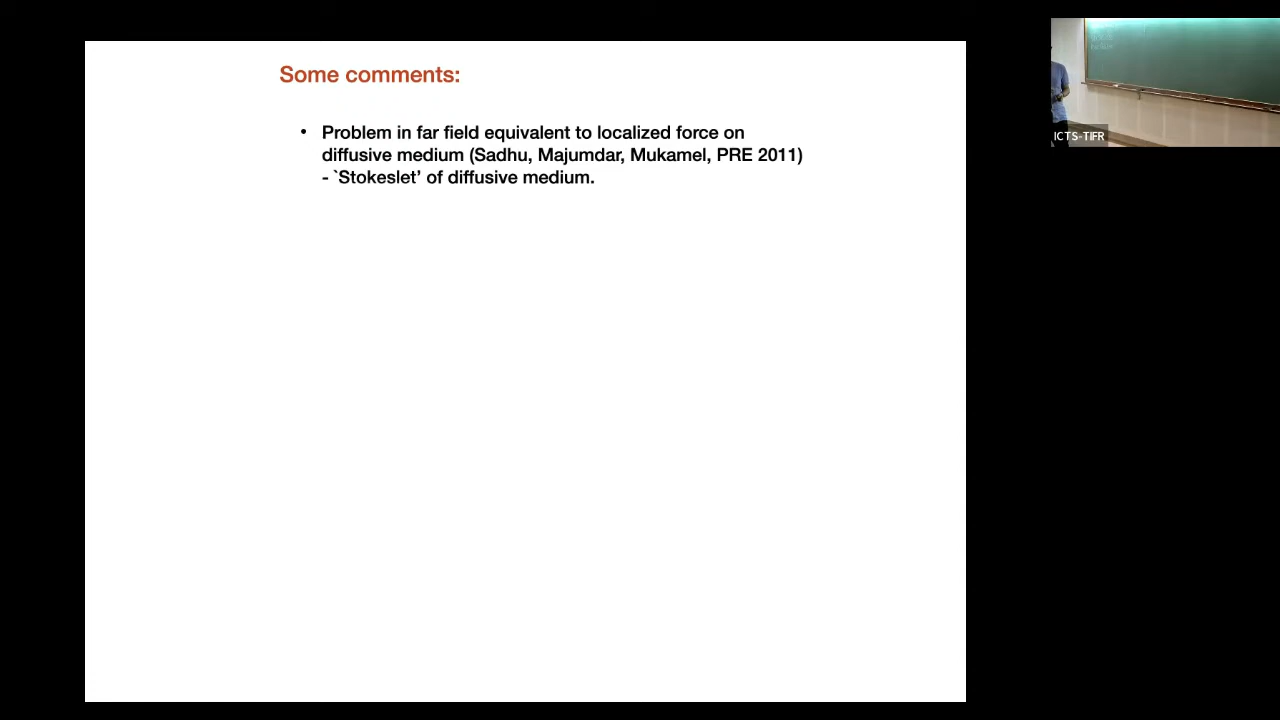 Some comments:
• Problem in far field equivalent to localized force on
diffusive medium (Sadhu, Majumdar, Mukamel, PRE 2011)
- `Stokeslet’ of diffusive medium.
ICTS-TIFR